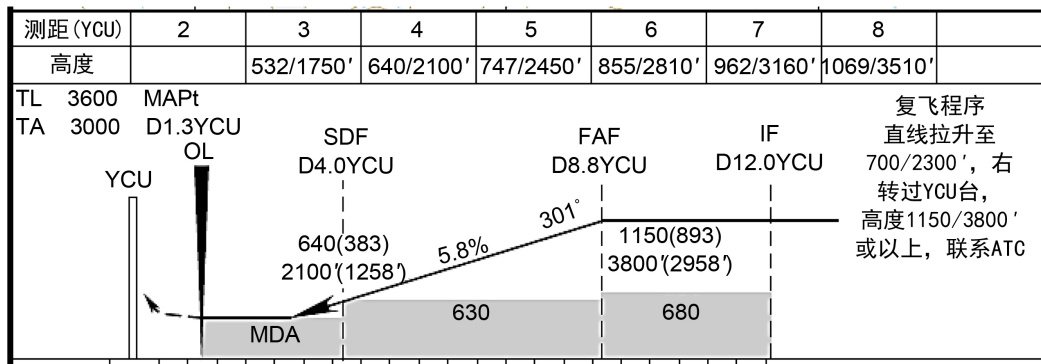 测距(YCU) 2 3 4 5 6 7 8
高度 532/1750′ 640/2100′ 747/2450′ 855/2810′ 962/3160′ 1069/3510′
TL 3600
TA 3000
MAPt
D1.3YCU
OL
YCU
SDF
D4.0YCU
FAF
D8.8YCU
IF
D12.0YCU
复飞程序
直线拉升至
700/2300′, 右
转过YCU台,
高度1150/3800′
或以上, 联系ATC
640(383)
2100′(1258′)
5.8%
301°
1150(893)
3800′(2958′)
MDA
630
680